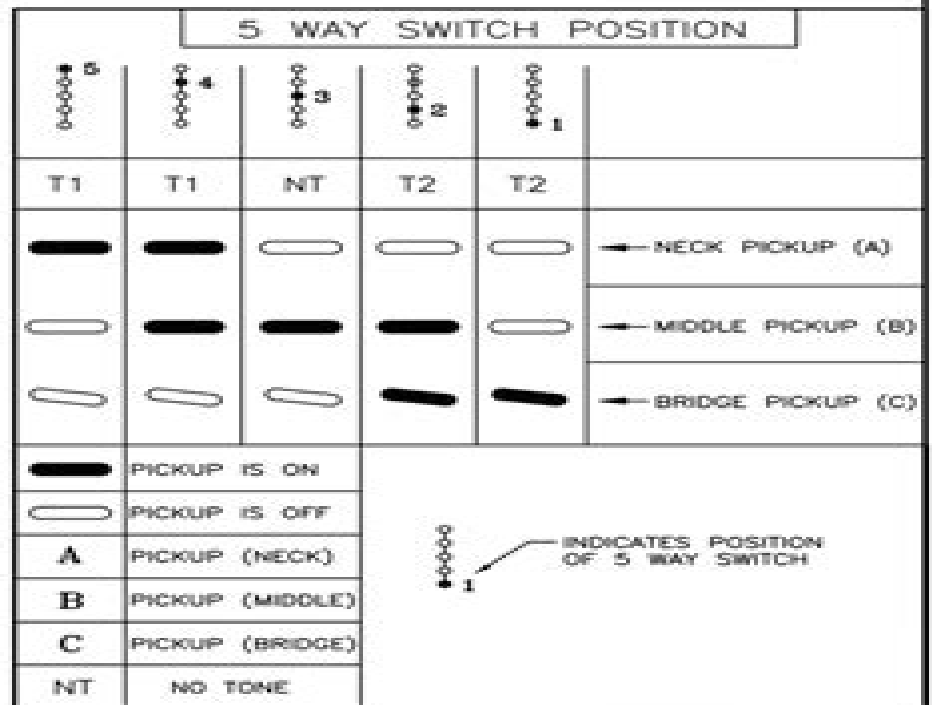 5 WAY SWITCH POSITION
5 4 3 2 1
T1 T1 NT T2 T2
NECK PICKUP (A)
MIDDLE PICKUP (B)
BRIDGE PICKUP (C)
PICKUP IS ON
PICKUP IS OFF
A PICKUP (NECK)
B PICKUP (MIDDLE)
C PICKUP (BRIDGE)
NT NO TONE
1
INDICATES POSITION
OF 5 WAY SWITCH